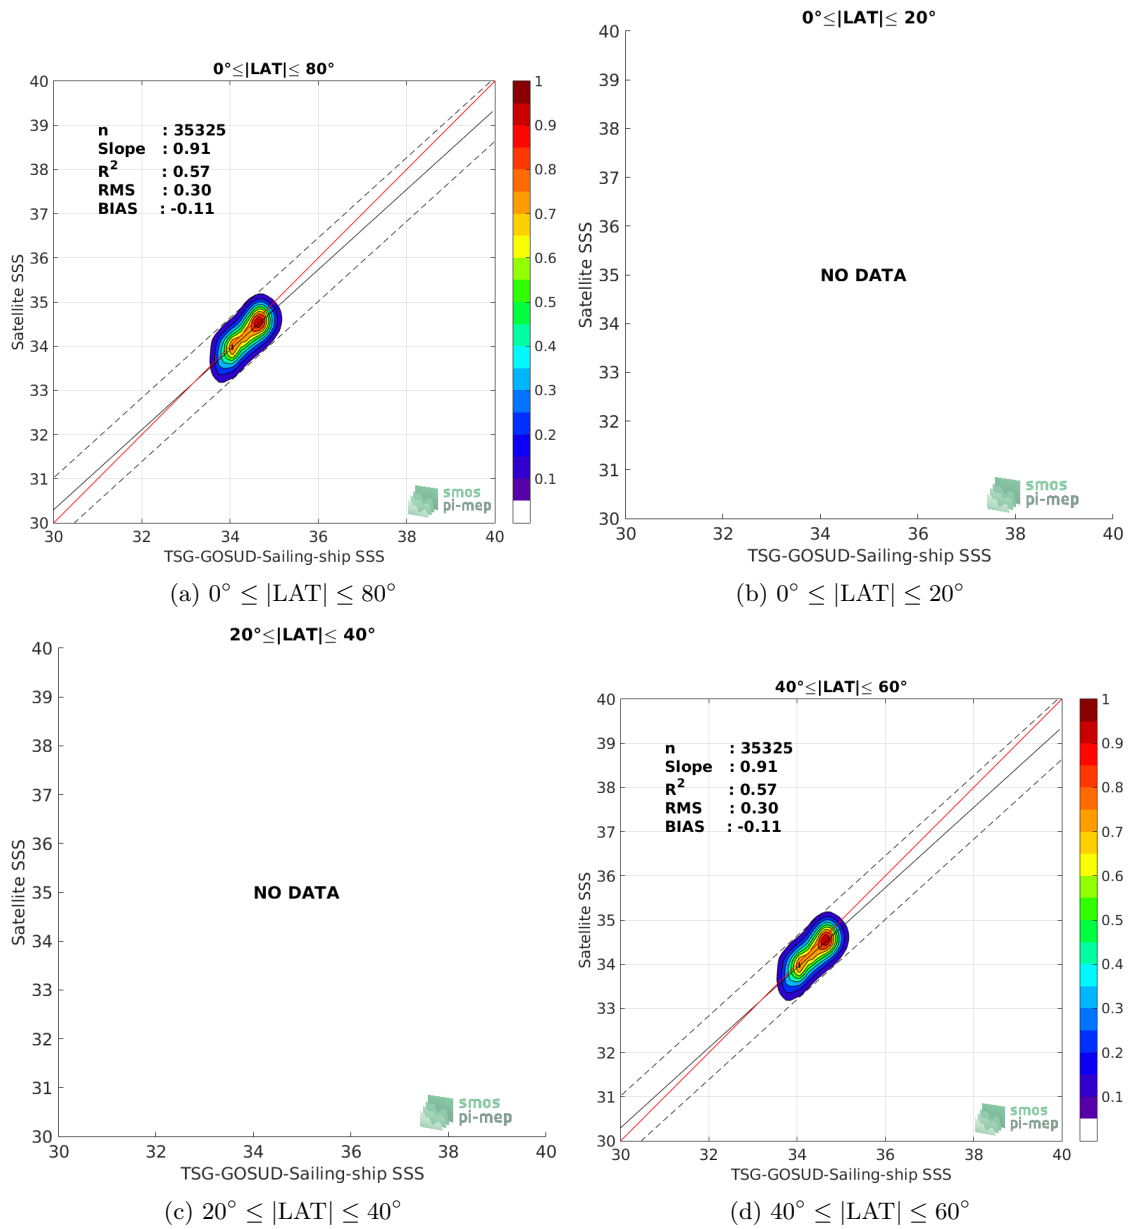 0°≤|LAT|≤ 80°
40
39
38
37
36
35
34
33
32
31
30
30 32 34 36 38 40
Satellite SSS
TSG-GOSUD-Sailing-ship SSS
n : 35325
Slope : 0.91
R² : 0.57
RMS : 0.30
BIAS : -0.11
1
0.9
0.8
0.7
0.6
0.5
0.4
0.3
0.2
0.1
smos
pi-mep
(a) 0° ≤ |LAT| ≤ 80°
0°≤|LAT|≤ 20°
40
39
38
37
36
35
34
33
32
31
30
30 32 34 36 38 40
Satellite SSS
TSG-GOSUD-Sailing-ship SSS
NO DATA
smos
pi-mep
(b) 0° ≤ |LAT| ≤ 20°
20°≤|LAT|≤ 40°
40
39
38
37
36
35
34
33
32
31
30
30 32 34 36 38 40
Satellite SSS
TSG-GOSUD-Sailing-ship SSS
NO DATA
smos
pi-mep
(c) 20° ≤ |LAT| ≤ 40°
40°≤|LAT|≤ 60°
40
39
38
37
36
35
34
33
32
31
30
30 32 34 36 38 40
Satellite SSS
TSG-GOSUD-Sailing-ship SSS
n : 35325
Slope : 0.91
R² : 0.57
RMS : 0.30
BIAS : -0.11
1
0.9
0.8
0.7
0.6
0.5
0.4
0.3
0.2
0.1
smos
pi-mep
(d) 40° ≤ |LAT| ≤ 60°